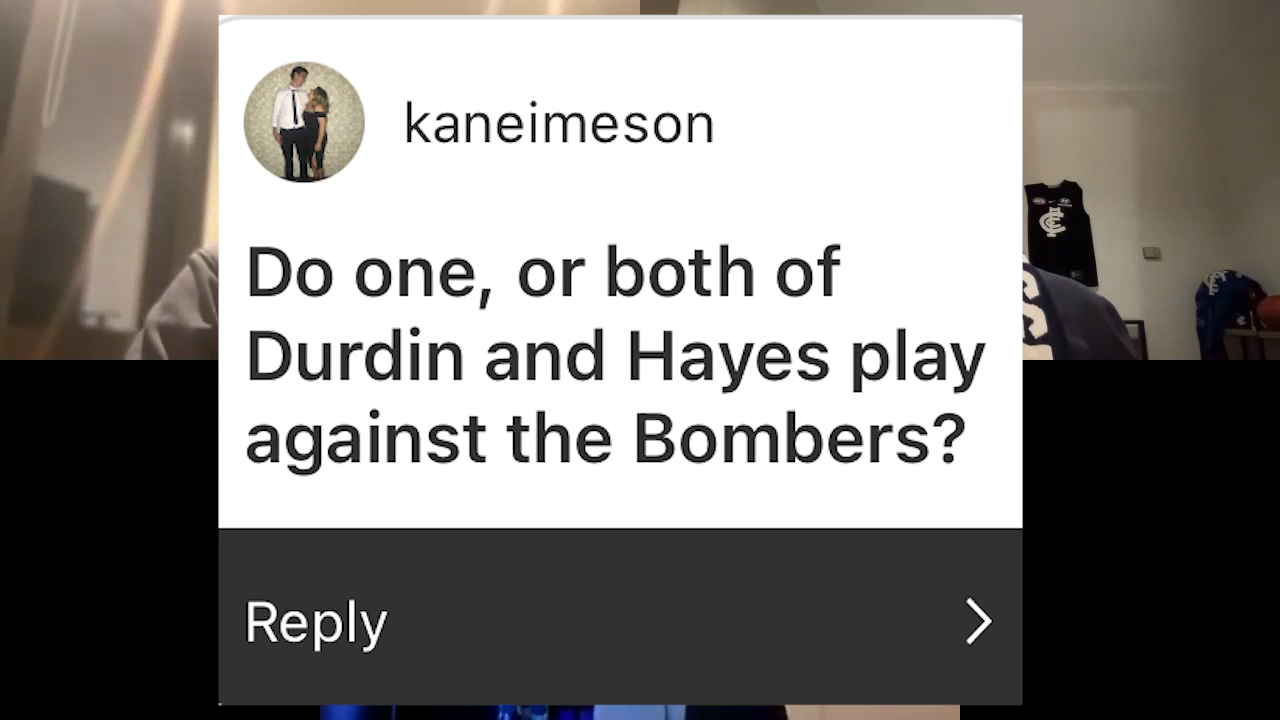 kaneimeson
Do one, or both of
Durdin and Hayes play
against the Bombers?
Reply